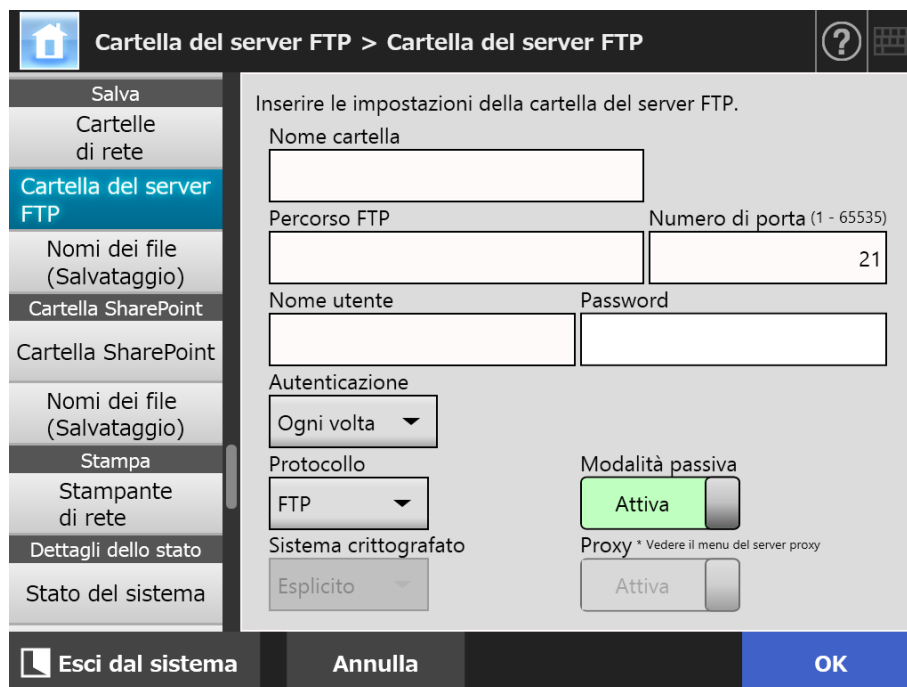 Cartella del server FTP > Cartella del server FTP
?
Salva
Cartelle
di rete
Cartella del server
FTP
Nomi dei file
(Salvataggio)
Cartella SharePoint
Cartella SharePoint
Nomi dei file
(Salvataggio)
Stampa
Stampante
di rete
Dettagli dello stato
Stato del sistema
Inserire le impostazioni della cartella del server FTP.
Nome cartella
Percorso FTP
Numero di porta (1 - 65535)
21
Nome utente
Password
Autenticazione
Ogni volta
Protocollo
Modalità passiva
FTP
Attiva
Sistema crittografato
Proxy * Vedere il menu del server proxy
Esplicito
Attiva
Esci dal sistema
Annulla
OK